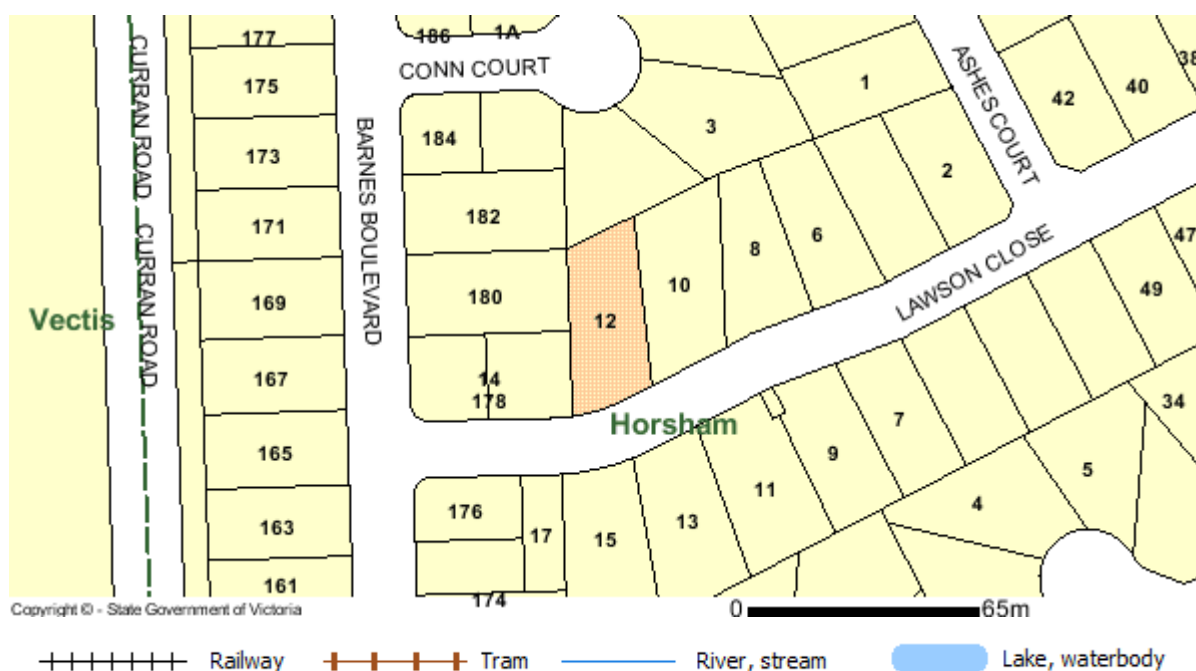 177
186
1A
CURRAN ROAD
CONN COURT
ASHES COURT
38
175
1
42
40
184
3
BARNES BOULEVARD
173
2
182
171
CURRAN ROAD
8
6
47
LAWSON CLOSE
169
180
10
49
Vectis
12
167
14
178
34
Horsham
7
165
9
5
11
176
4
163
17
13
15
161
174
Copyright © - State Government of Victoria
0
65m
Railway
Tram
River, stream
Lake, waterbody